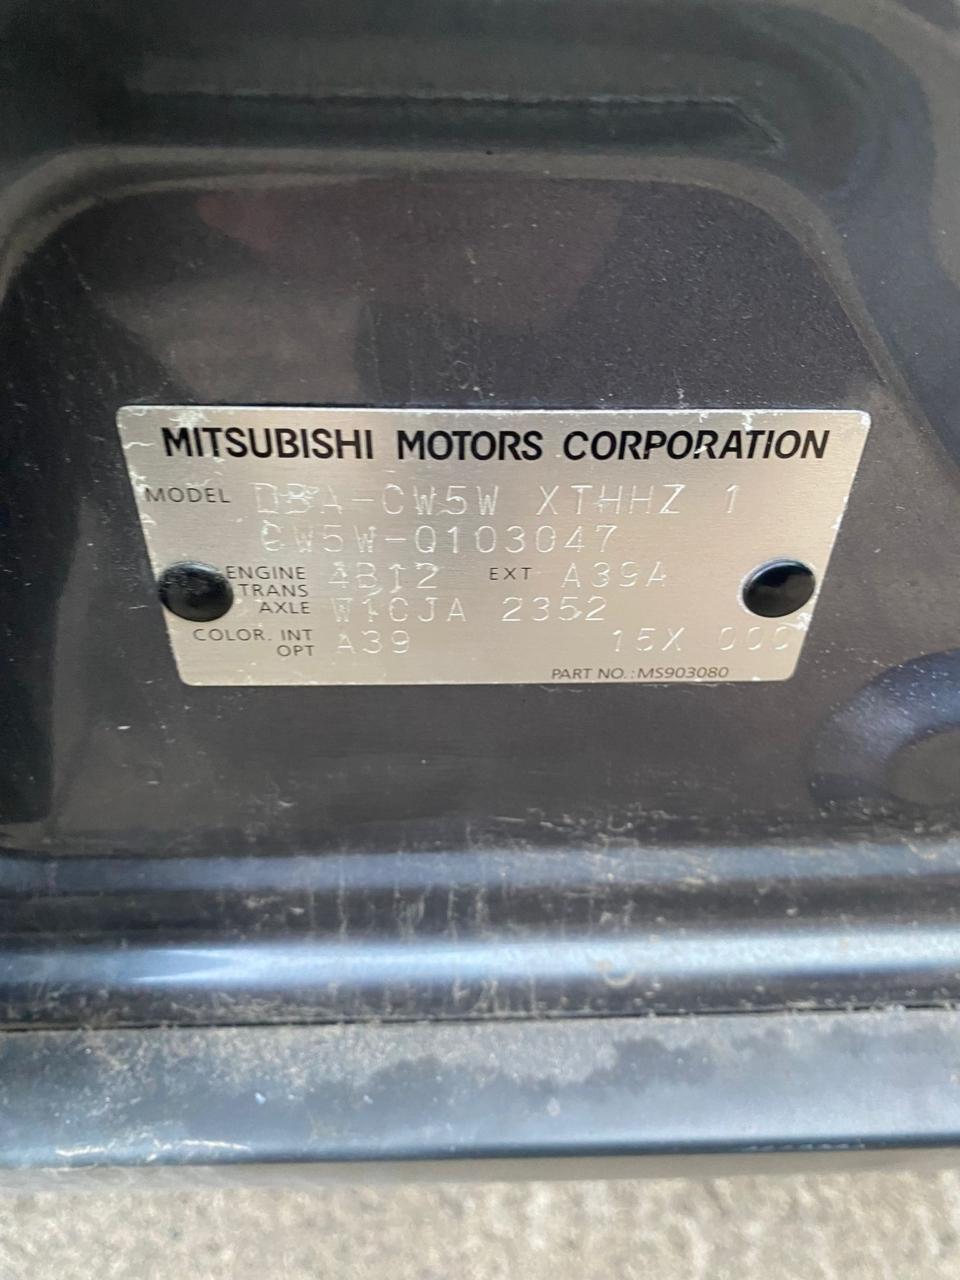 MITSUBISHI MOTORS CORPORATION
MODEL DBA-CW5W XTHHZ 1
CW5W-0103047
ENGINE 4B12 EXT A39A
TRANS
AXLE W1CJA 2352
COLOR. INT
OPT A39 15X 000
PART NO.: MS903080